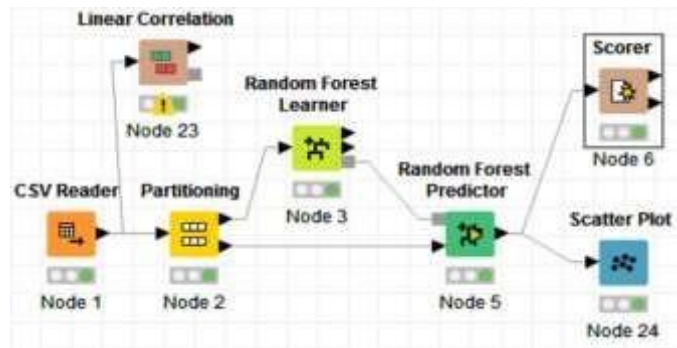 Linear Correlation
!
Node 23
Random Forest
Learner
Node 3
Scorer
Node 6
CSV Reader
Node 1
Partitioning
Node 2
Random Forest
Predictor
Node 5
Scatter Plot
Node 24